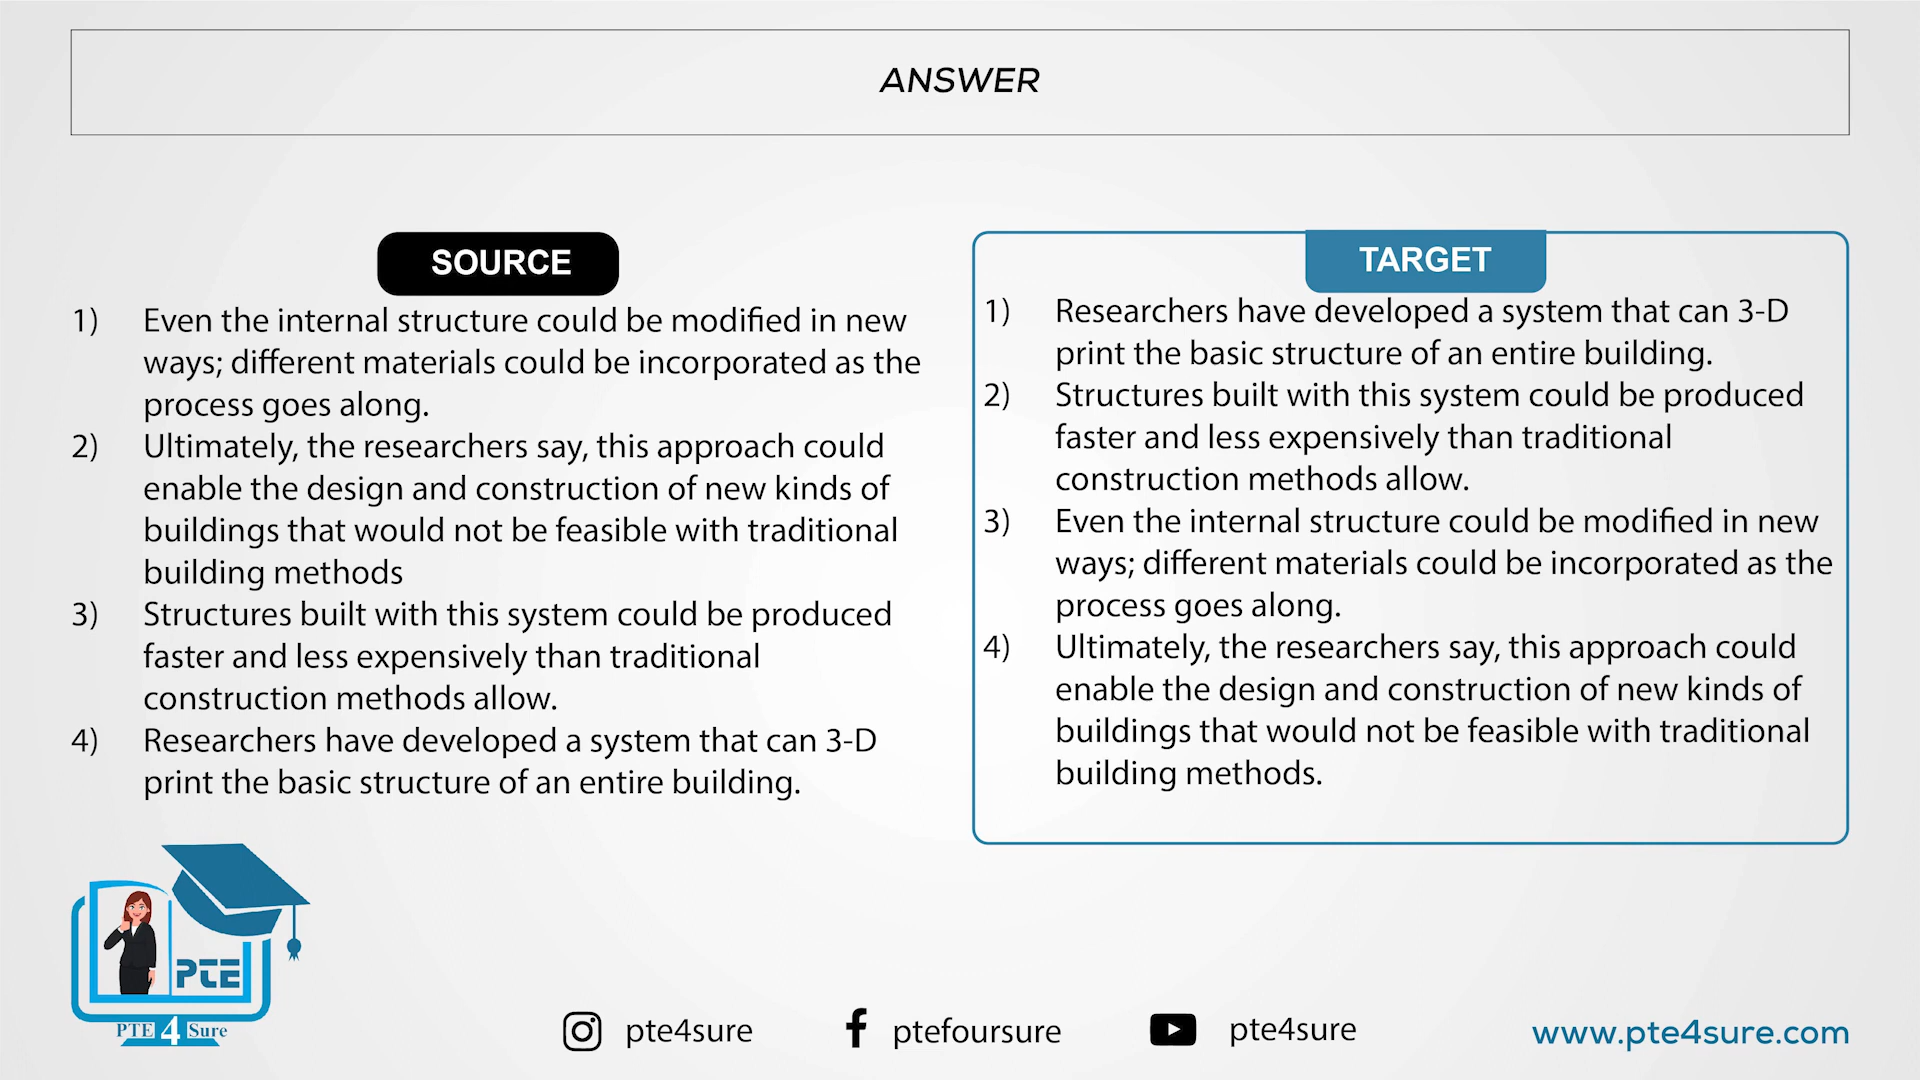 ANSWER
SOURCE
1) Even the internal structure could be modified in new
ways; different materials could be incorporated as the
process goes along.
2) Ultimately, the researchers say, this approach could
enable the design and construction of new kinds of
buildings that would not be feasible with traditional
building methods
3) Structures built with this system could be produced
faster and less expensively than traditional
construction methods allow.
4) Researchers have developed a system that can 3-D
print the basic structure of an entire building.
TARGET
1) Researchers have developed a system that can 3-D
print the basic structure of an entire building.
2) Structures built with this system could be produced
faster and less expensively than traditional
construction methods allow.
3) Even the internal structure could be modified in new
ways; different materials could be incorporated as the
process goes along.
4) Ultimately, the researchers say, this approach could
enable the design and construction of new kinds of
buildings that would not be feasible with traditional
building methods.
PTE
PTE 4 Sure
pte4sure
ptefoursure
pte4sure
www.pte4sure.com